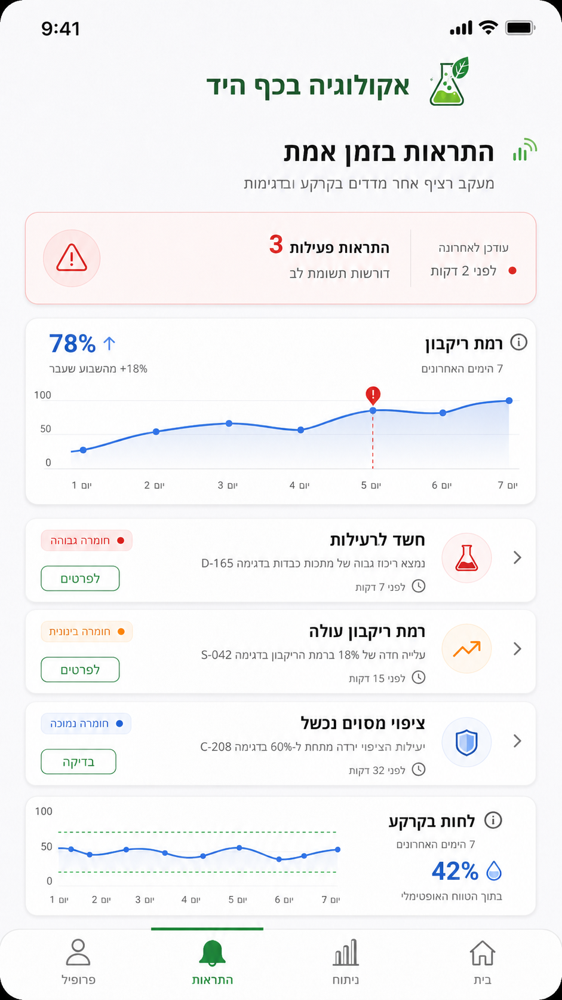 9:41
אקולוגיה בכף היד
התראות בזמן אמת
מעקב רציף אחר מדדים בקרקע ובדגימות
עודכן לאחרונה
לפני 2 דקות
התראות פעילות 3
דורשות תשומת לב
רמת ריקבון
7 הימים האחרונים
78%
+18% מהשבוע שעבר
100
50
0
יום 1 יום 2 יום 3 יום 4 יום 5 יום 6 יום 7
חשד לרעילות
נמצא ריכוז גבוה של מתכות כבדות בדגימה D-165
לפני 7 דקות
חומרה גבוהה
לפרטים
רמת ריקבון עולה
עלייה חדה של 18% ברמת הריקבון בדגימה S-042
לפני 15 דקות
חומרה בינונית
לפרטים
ציפוי מסוים נכשל
יעילות הציפוי ירדה מתחת ל-60% בדגימה C-208
לפני 32 דקות
חומרה נמוכה
בדיקה
לחות בקרקע
7 הימים האחרונים
42%
בתוך הטווח האופטימלי
100
50
0
יום 1 יום 2 יום 3 יום 4 יום 5 יום 6 יום 7
בית
ניתוח
התראות
פרופיל